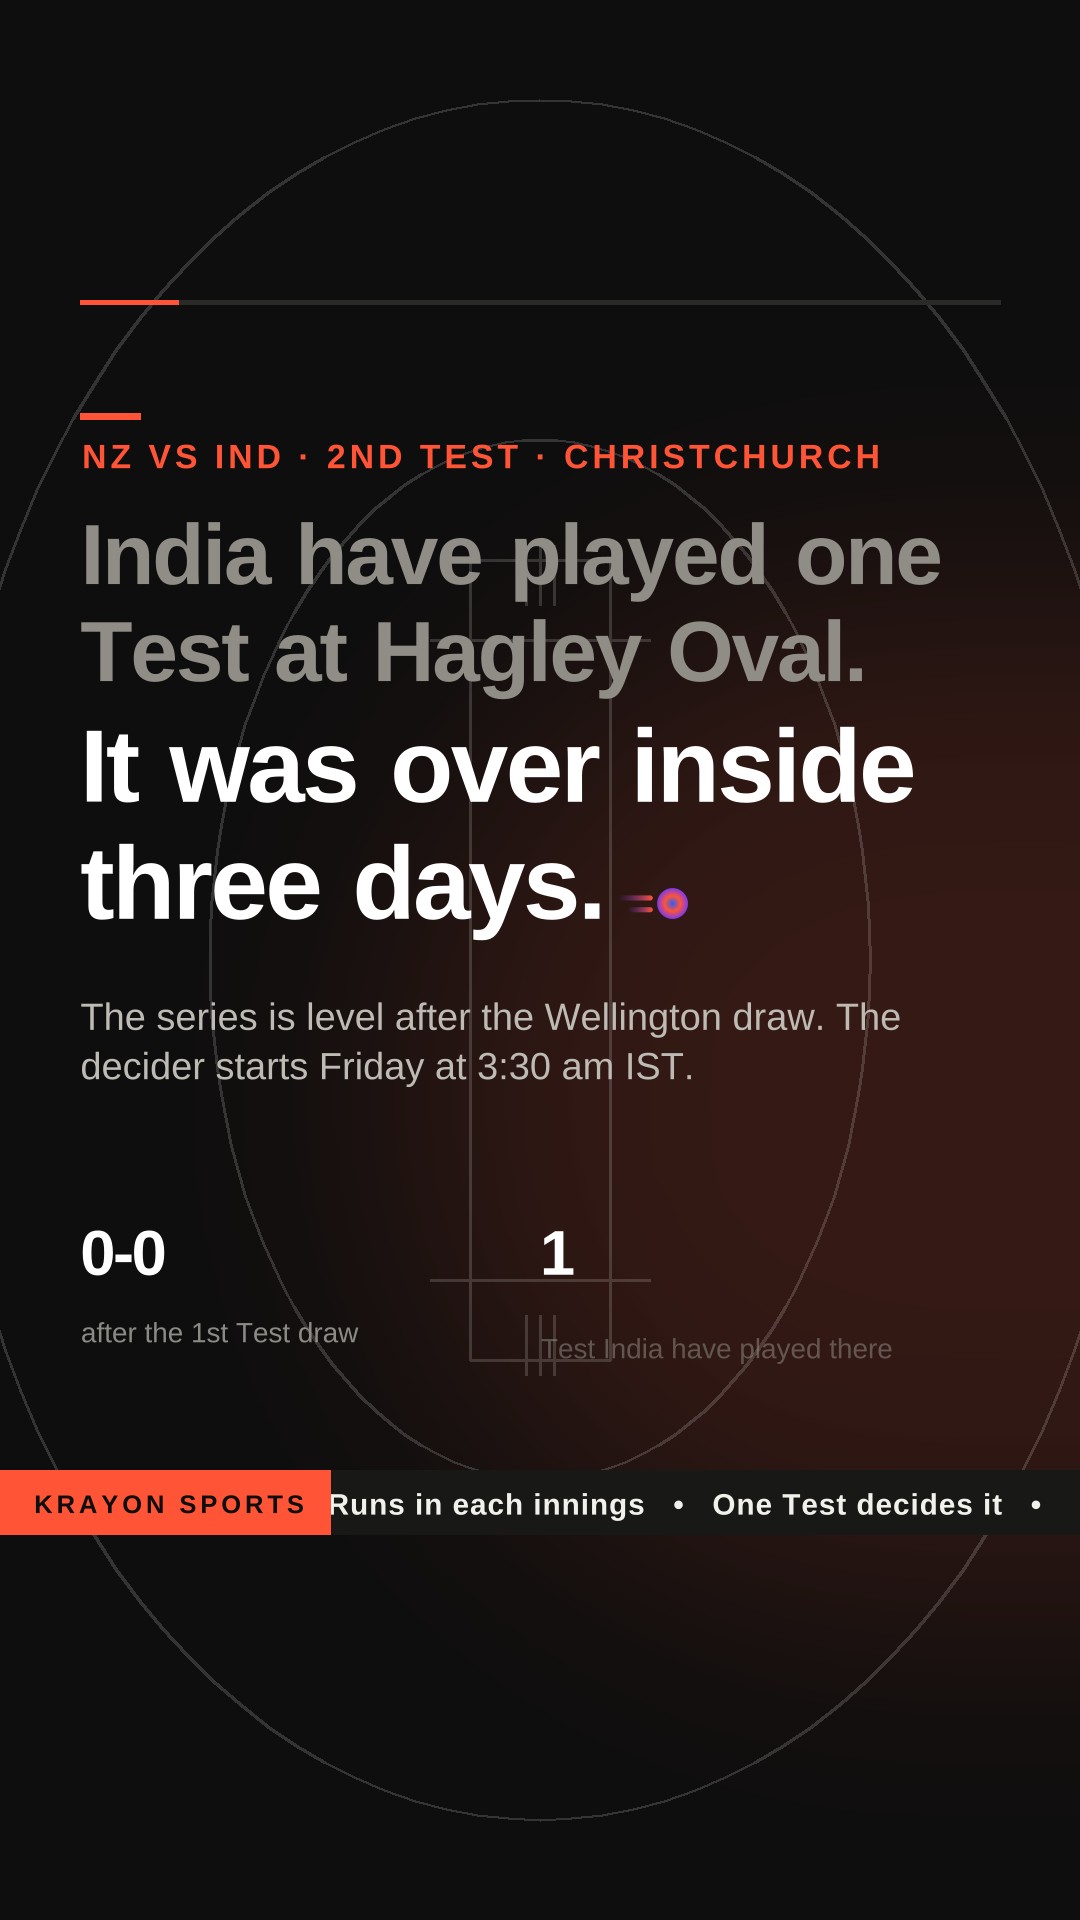 NZ VS IND · 2ND TEST · CHRISTCHURCH
India have played one
Test at Hagley Oval.
It was over inside
three days.
The series is level after the Wellington draw. The
decider starts Friday at 3:30 am IST.
0-0
1
after the 1st Test draw
Test India have played there
KRAYON SPORTS
Runs in each innings • One Test decides it •